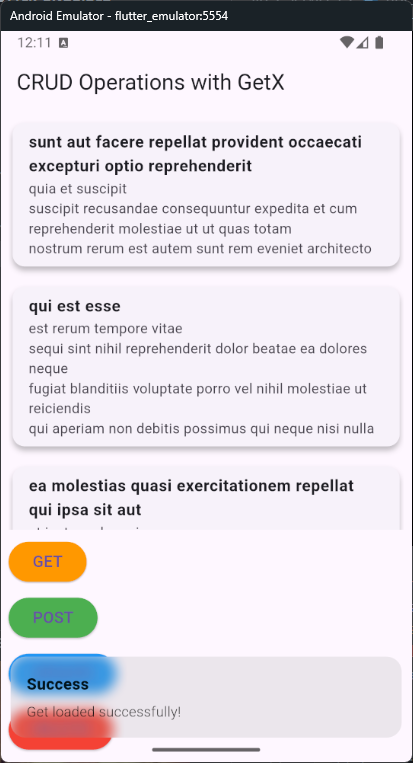 Android Emulator - flutter_emulator:5554
12:11 A
CRUD Operations with GetX
sunt aut facere repellat provident occaecati
excepturi optio reprehenderit
quia et suscipit
suscipit recusandae consequuntur expedita et cum
reprehenderit molestiae ut ut quas totam
nostrum rerum est autem sunt rem eveniet architecto
qui est esse
est rerum tempore vitae
sequi sint nihil reprehenderit dolor beatae ea dolores
neque
fugiat blanditiis voluptate porro vel nihil molestiae ut
reiciendis
qui aperiam non debitis possimus qui neque nisi nulla
ea molestias quasi exercitationem repellat
qui ipsa sit aut
GET
POST
Success
Get loaded successfully!